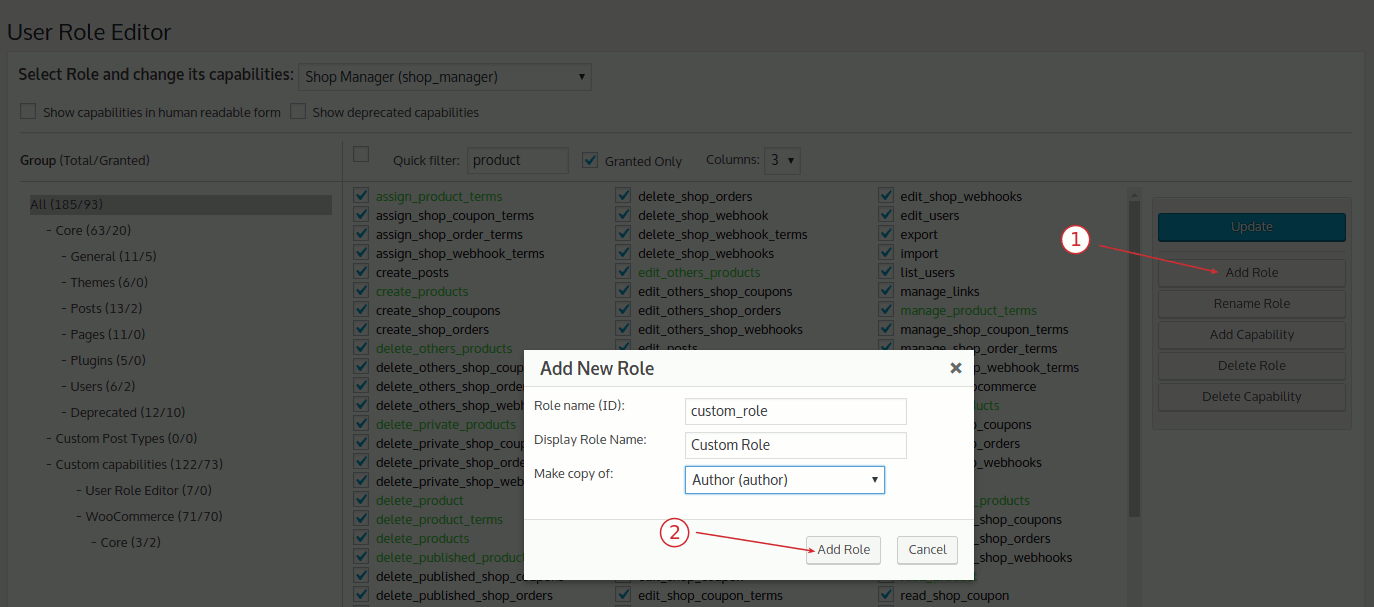 User Role Editor
Select Role and change its capabilities: Shop Manager (shop_manager)
Show capabilities in human readable form Show deprecated capabilities
Group (Total/Granted)
Quick filter: product Granted Only Columns: 3
All (185/93)
- Core (63/20)
- General (11/5)
- Themes (6/0)
- Posts (13/2)
- Pages (11/0)
- Plugins (5/0)
- Users (6/2)
- Deprecated (12/10)
- Custom Post Types (0/0)
- Custom capabilities (122/73)
- User Role Editor (7/0)
- WooCommerce (71/70)
- Core (3/2)
assign_product_terms
assign_shop_coupon_terms
assign_shop_order_terms
assign_shop_webhook_terms
create_posts
create_products
create_shop_coupons
create_shop_orders
delete_others_products
delete_others_shop_coup
delete_others_shop_orde
delete_others_shop_web
delete_private_products
delete_private_shop_coup
delete_private_shop_orde
delete_private_shop_web
delete_product
delete_product_terms
delete_products
delete_published_product
delete_published_shop_coupons
delete_published_shop_orders
delete_shop_orders
delete_shop_webhook
delete_shop_webhook_terms
delete_shop_webhooks
edit_others_products
edit_others_shop_coupons
edit_others_shop_orders
edit_others_shop_webhooks
edit_posts
edit_shop_coupon
edit_shop_coupon_terms
edit_shop_webhooks
edit_users
export
import
list_users
manage_links
manage_product_terms
manage_shop_coupon_terms
manage_shop_order_terms
p_webhook_terms
ocommerce
ducts
p_coupons
p_orders
p_webhooks
_products
_shop_coupons
_shop_orders
_shop_webhooks
read_shop_coupon
1
Update
Add Role
Rename Role
Add Capability
Delete Role
Delete Capability
Add New Role
Role name (ID): custom_role
Display Role Name: Custom Role
Make copy of: Author (author)
2
Add Role Cancel